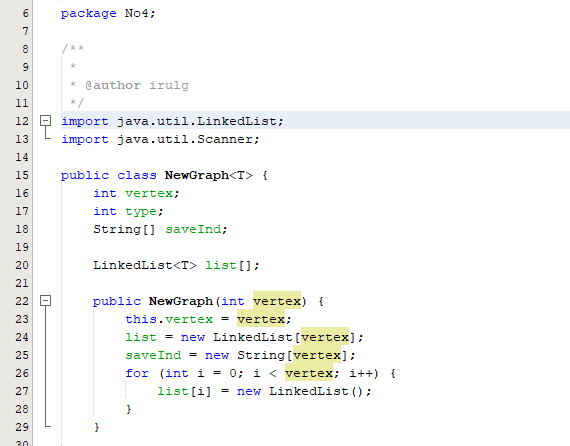 6 package No4;
7
8 /**
9 *
10 * @author irulg
11 */
12 import java.util.LinkedList;
13 import java.util.Scanner;
14
15 public class NewGraph<T> {
16 int vertex;
17 int type;
18 String[] saveInd;
19
20 LinkedList<T> list[];
21
22 public NewGraph(int vertex) {
23 this.vertex = vertex;
24 list = new LinkedList[vertex];
25 saveInd = new String[vertex];
26 for (int i = 0; i < vertex; i++) {
27 list[i] = new LinkedList();
28 }
29 }
30